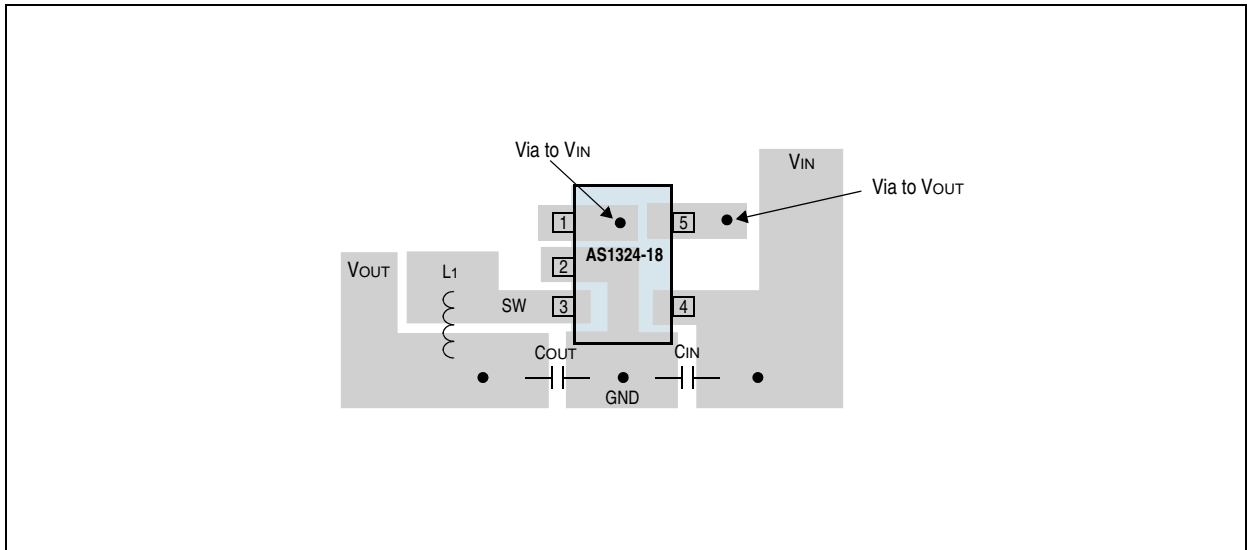 Via to VIN
VIN
Via to VOUT
1
5
AS1324-18
2
VOUT
L1
SW
3
4
COUT
CIN
GND